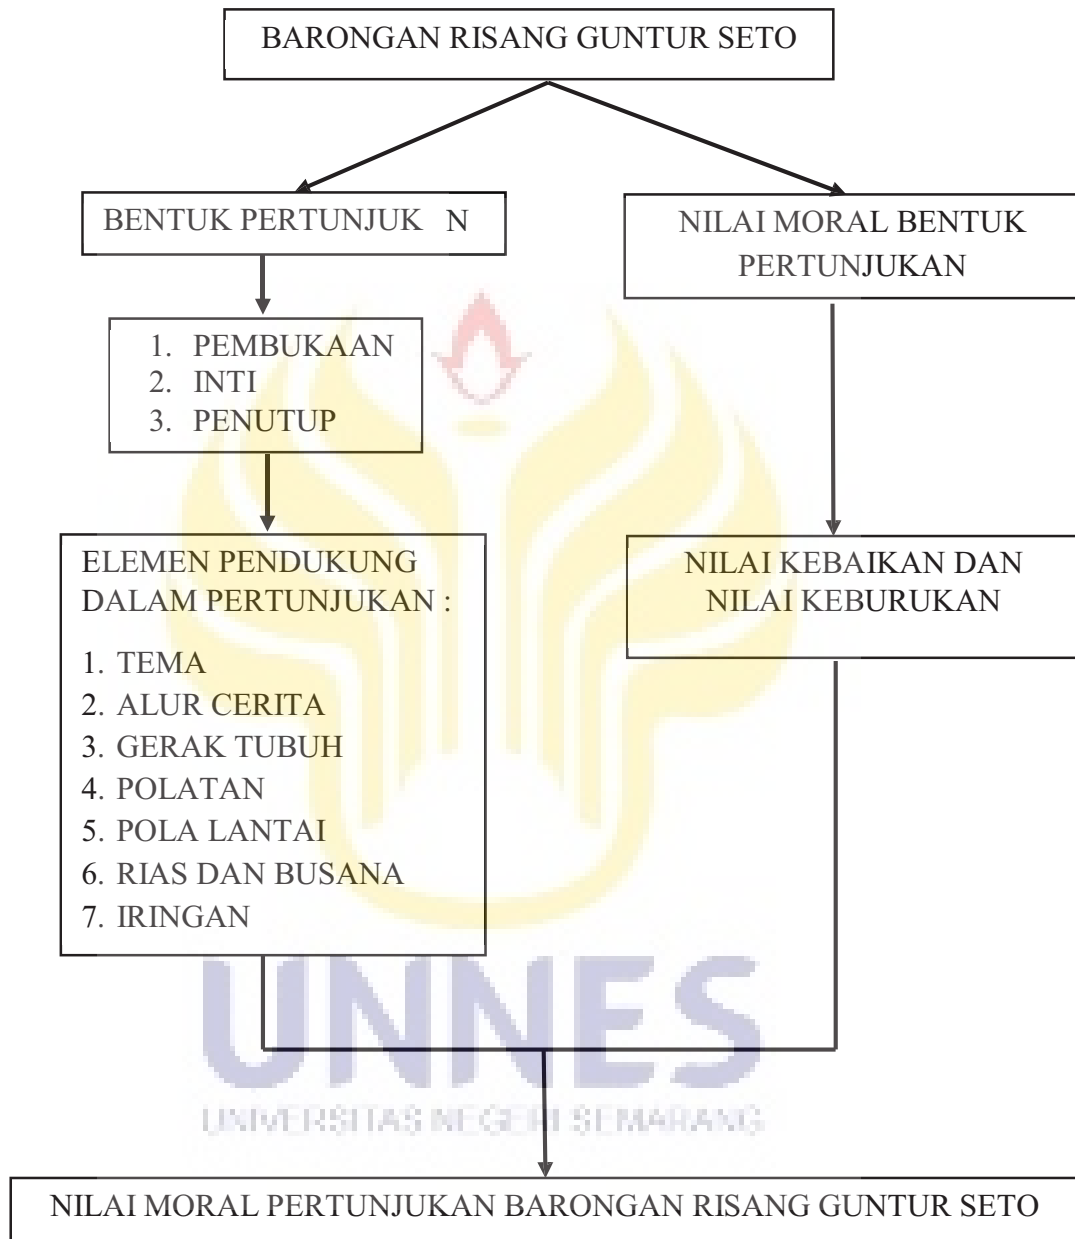 BARONGAN RISANG GUNTUR SETO
BENTUK PERTUNJUK N
NILAI MORAL BENTUK
PERTUNJUKAN
1. PEMBUKAAN
2. INTI
3. PENUTUP
ELEMEN PENDUKUNG
DALAM PERTUNJUKAN :
1. TEMA
2. ALUR CERITA
3. GERAK TUBUH
4. POLATAN
5. POLA LANTAI
6. RIAS DAN BUSANA
7. IRINGAN
NILAI KEBAIKAN DAN
NILAI KEBURUKAN
UNNES
UNIVERSITAS NEGERI SEMARANG
NILAI MORAL PERTUNJUKAN BARONGAN RISANG GUNTUR SETO